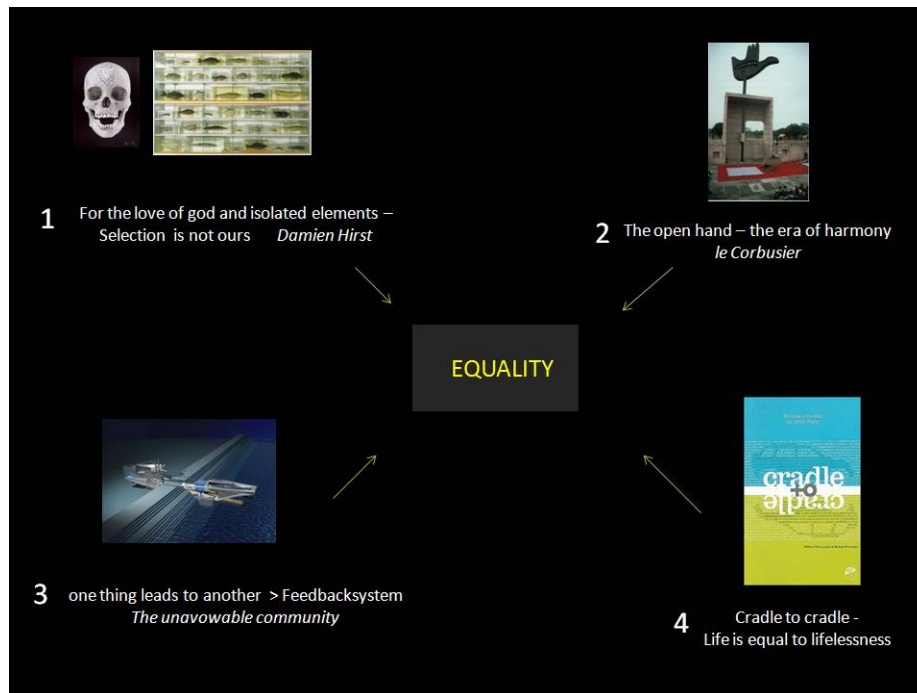 1
For the love of god and isolated elements –
Selection is not ours Damien Hirst
2
The open hand – the era of harmony
le Corbusier
EQUALITY
cradle
to
cradle
3
one thing leads to another > Feedbacksystem
The unavowable community
4
Cradle to cradle -
Life is equal to lifelessness